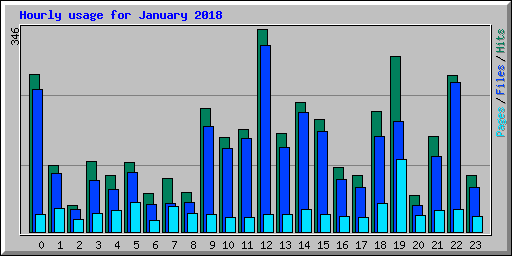 Hourly usage for January 2018
346
Pages/Files/Hits
0 1 2 3 4 5 6 7 8 9 10 11 12 13 14 15 16 17 18 19 20 21 22 23